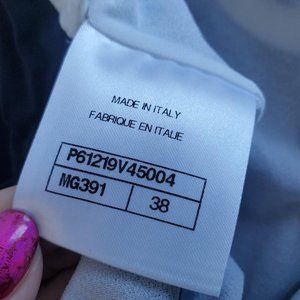 MADE IN ITALY
FABRIQUE EN ITALIE
P61219V45004
MG391 38